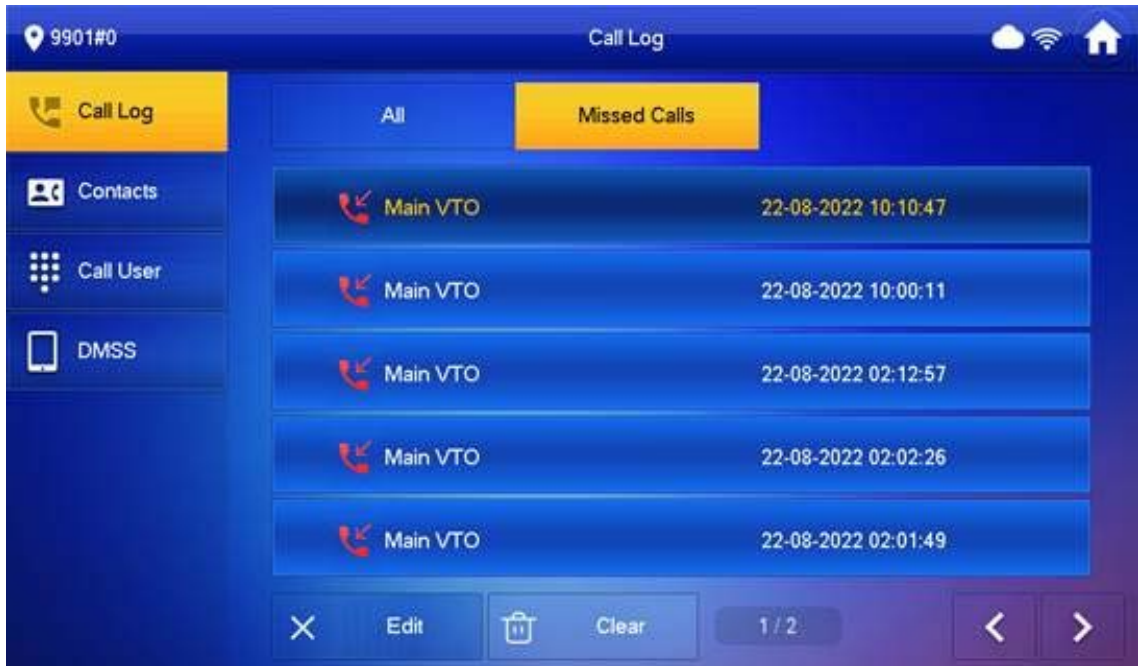 9901#0 Call Log
Call Log
All Missed Calls
Contacts
Main VTO 22-08-2022 10:10:47
Call User
Main VTO 22-08-2022 10:00:11
DMSS
Main VTO 22-08-2022 02:12:57
Main VTO 22-08-2022 02:02:26
Main VTO 22-08-2022 02:01:49
Edit Clear 1/2